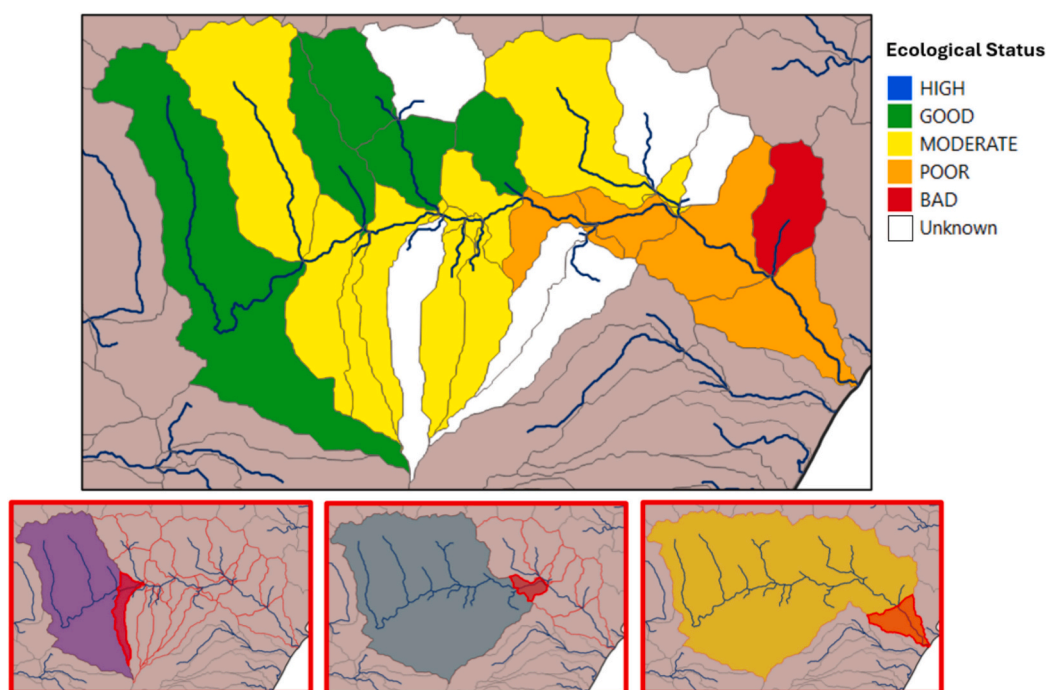 Ecological Status
HIGH
GOOD
MODERATE
POOR
BAD
Unknown